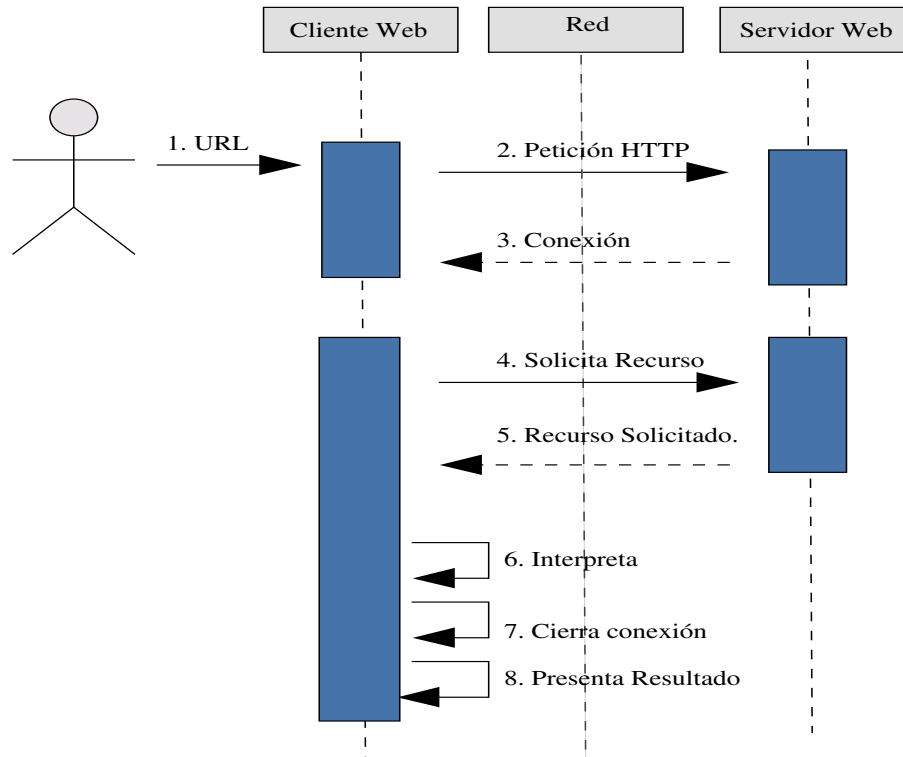 Cliente Web
Red
Servidor Web
1. URL
2. Petición HTTP
3. Conexión
4. Solicita Recurso
5. Recurso Solicitado.
6. Interpreta
7. Cierra conexión
8. Presenta Resultado